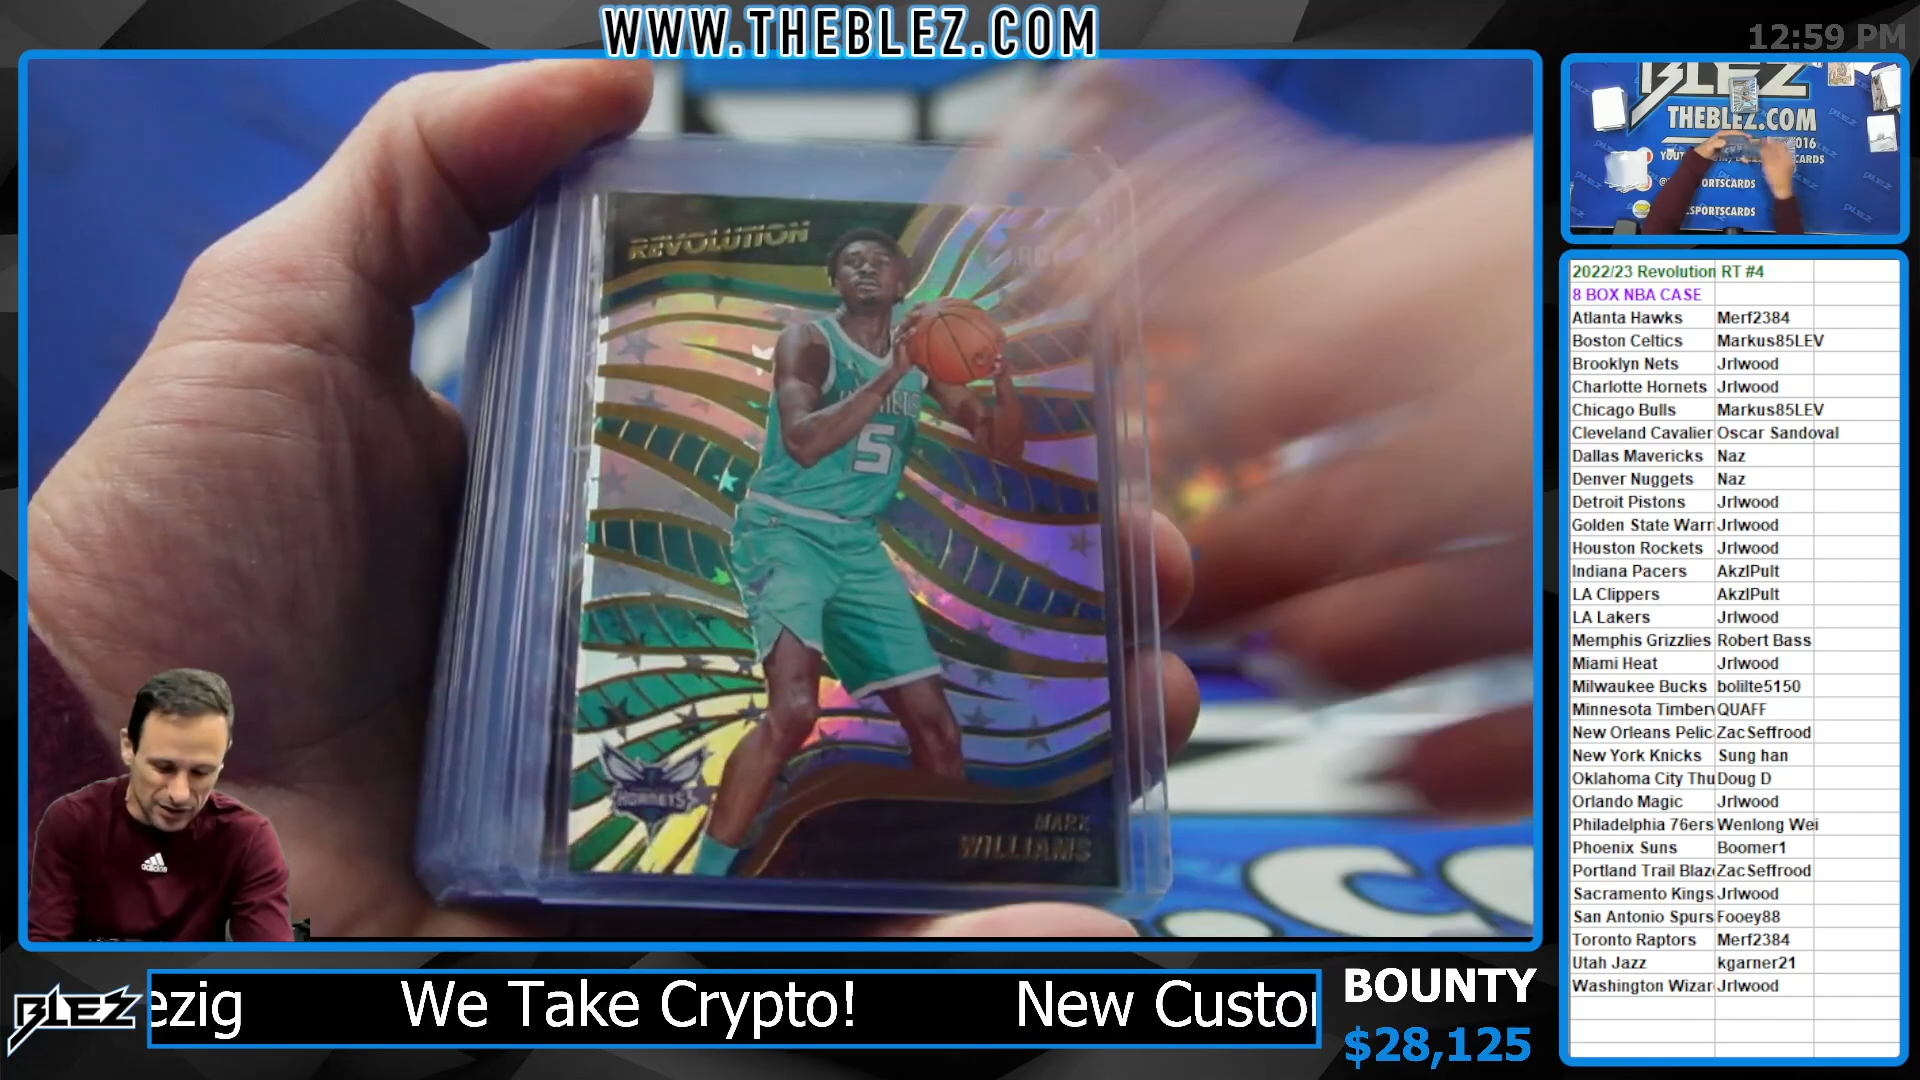 WWW.THEBLEZ.COM
12:59 PM
REVOLUTION
HORNETS
5
HORNETS
MARK
WILLIAMS
BLEZ
THEBLEZ.COM
2022/23 Revolution RT #4
8 BOX NBA CASE
Atlanta Hawks Merf2384
Boston Celtics Markus85LEV
Brooklyn Nets Jrlwood
Charlotte Hornets Jrlwood
Chicago Bulls Markus85LEV
Cleveland Cavalier Oscar Sandoval
Dallas Mavericks Naz
Denver Nuggets Naz
Detroit Pistons Jrlwood
Golden State Warri Jrlwood
Houston Rockets Jrlwood
Indiana Pacers AkzlPult
LA Clippers AkzlPult
LA Lakers Jrlwood
Memphis Grizzlies Robert Bass
Miami Heat Jrlwood
Milwaukee Bucks bolilte5150
Minnesota Timberv QUAFF
New Orleans Pelic ZacSeffrood
New York Knicks Sung han
Oklahoma City Thu Doug D
Orlando Magic Jrlwood
Philadelphia 76ers Wenlong Wei
Phoenix Suns Boomer1
Portland Trail Blaz ZacSeffrood
Sacramento Kings Jrlwood
San Antonio Spurs Fooey88
Toronto Raptors Merf2384
Utah Jazz kgarner21
Washington Wizar Jrlwood
adidas
BLEZ
ezig We Take Crypto! New Custo
BOUNTY
$28,125